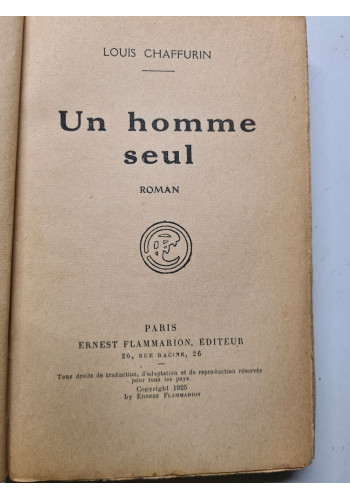 LOUIS CHAFFURIN
Un homme
seul
ROMAN
PARIS
ERNEST FLAMMARION, ÉDITEUR
26, RUE RACINE, 26
Tous droits de traduction, d'adaptation et de reproduction réservés
pour tous les pays.
Copyright 1925
by ERNEST FLAMMARION